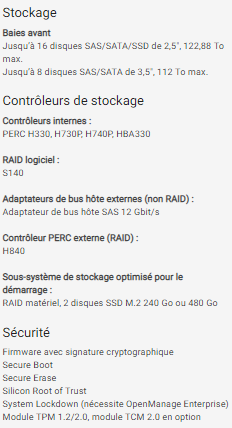 Stockage
Baies avant
Jusqu'à 16 disques SAS/SATA/SSD de 2,5", 122,88 To
max.
Jusqu'à 8 disques SAS/SATA de 3,5", 112 To max.
Contrôleurs de stockage
Contrôleurs internes :
PERC H330, H730P, H740P, HBA330
RAID logiciel :
S140
Adaptateurs de bus hôte externes (non RAID) :
Adaptateur de bus hôte SAS 12 Gbit/s
Contrôleur PERC externe (RAID) :
H840
Sous-système de stockage optimisé pour le
démarrage :
RAID matériel, 2 disques SSD M.2 240 Go ou 480 Go
Sécurité
Firmware avec signature cryptographique
Secure Boot
Secure Erase
Silicon Root of Trust
System Lockdown (nécessite OpenManage Enterprise)
Module TPM 1.2/2.0, module TCM 2.0 en option